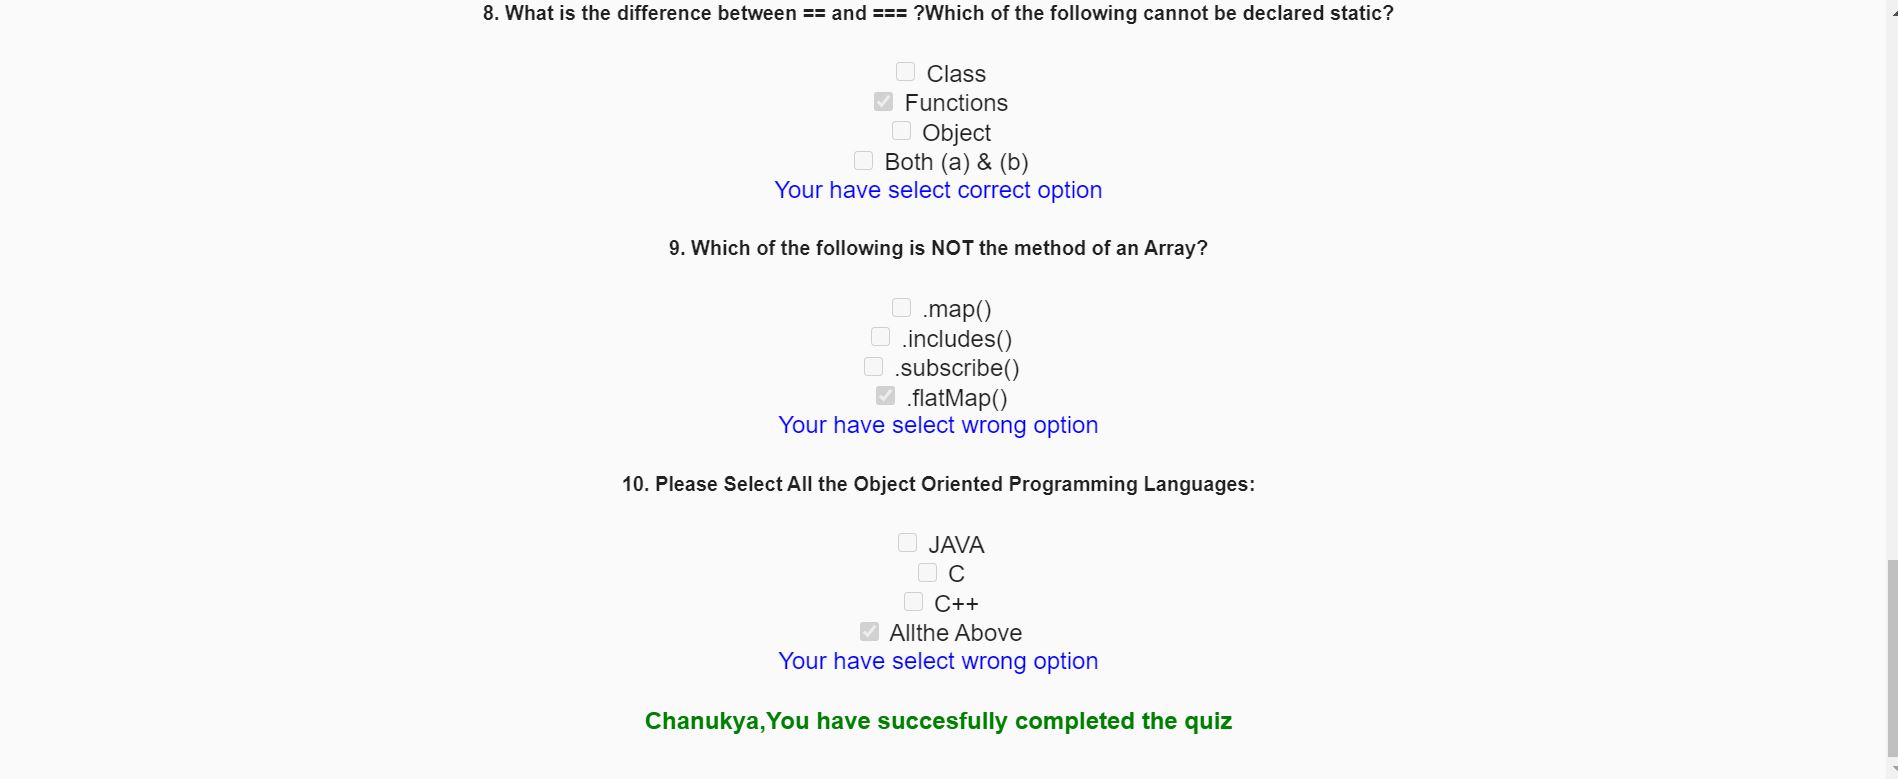 8. What is the difference between == and === ?Which of the following cannot be declared static?
Class
Functions
Object
Both (a) & (b)
Your have select correct option
9. Which of the following is NOT the method of an Array?
.map()
.includes()
.subscribe()
.flatMap()
Your have select wrong option
10. Please Select All the Object Oriented Programming Languages:
JAVA
C
C++
Allthe Above
Your have select wrong option
Chanukya,You have succesfully completed the quiz